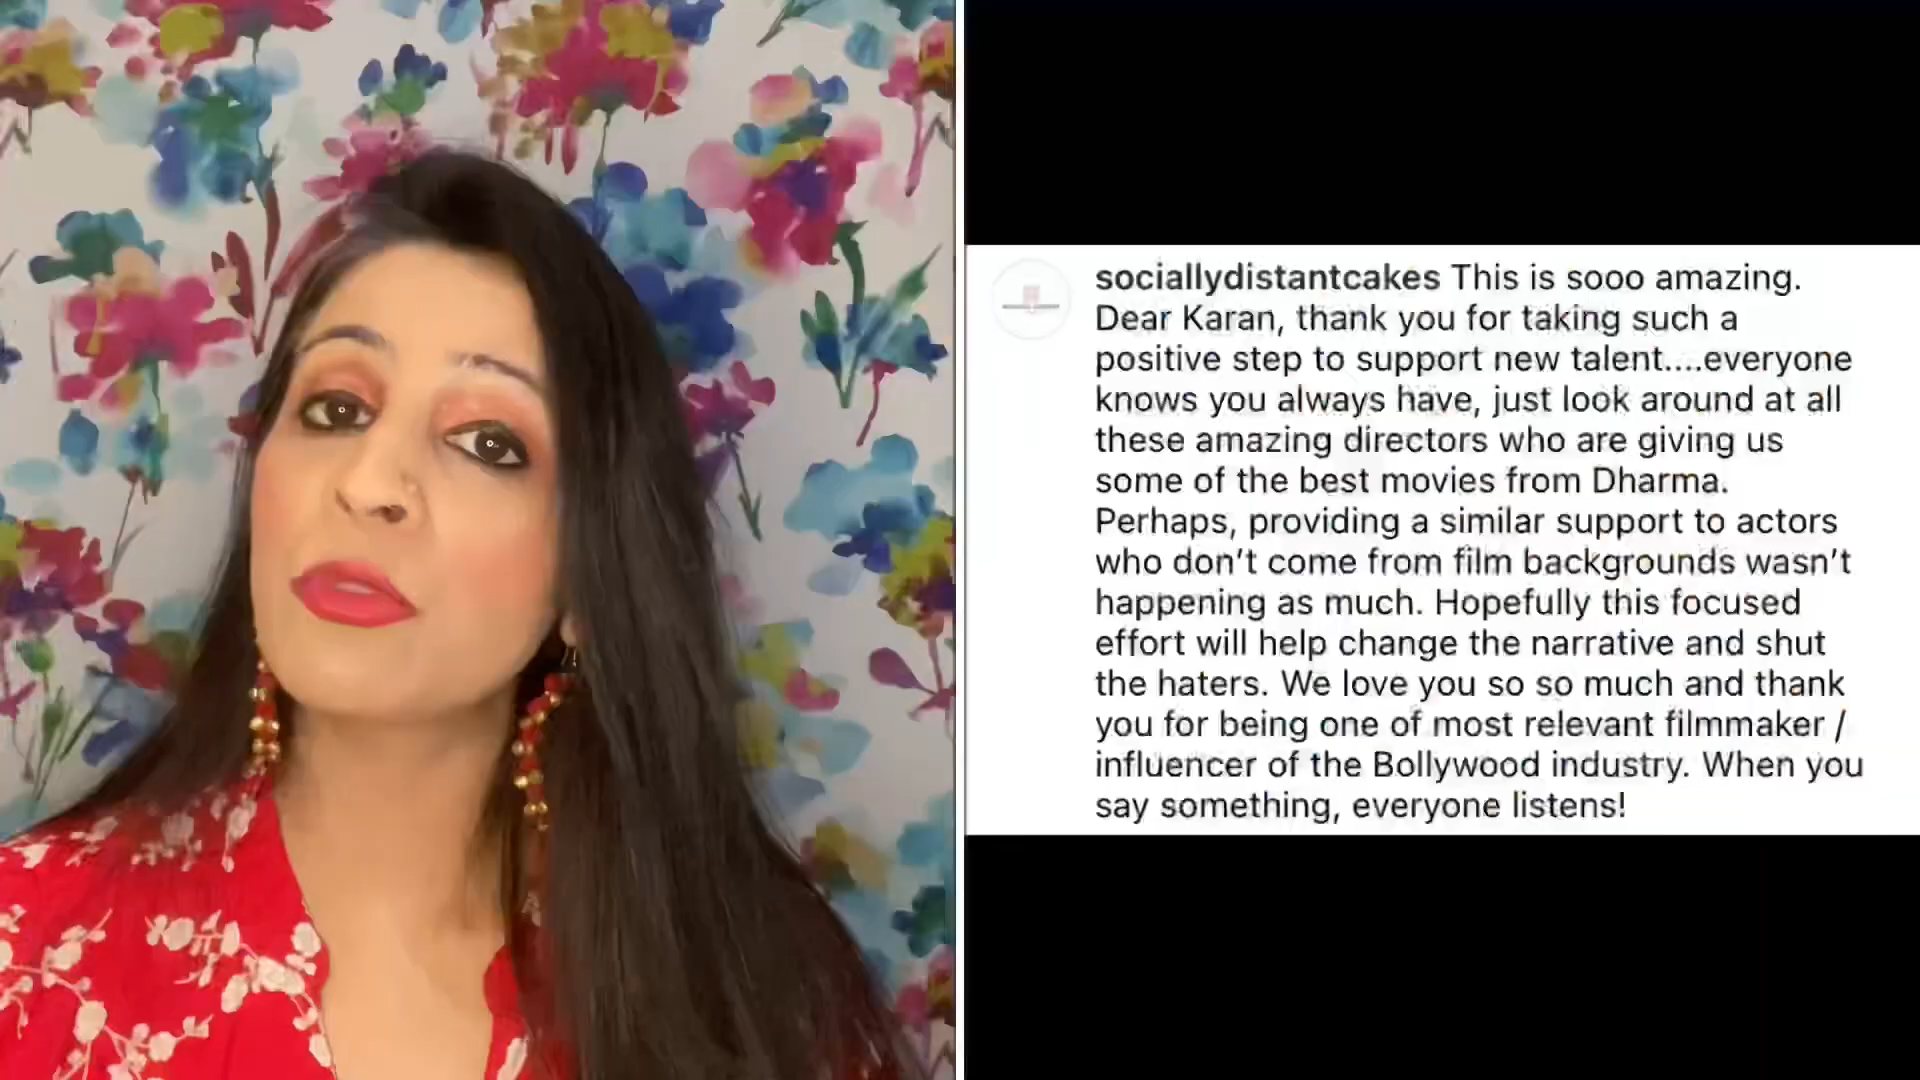 sociallydistantcakes This is sooo amazing.
Dear Karan, thank you for taking such a
positive step to support new talent....everyone
knows you always have, just look around at all
these amazing directors who are giving us
some of the best movies from Dharma.
Perhaps, providing a similar support to actors
who don't come from film backgrounds wasn't
happening as much. Hopefully this focused
effort will help change the narrative and shut
the haters. We love you so so much and thank
you for being one of most relevant filmmaker /
influencer of the Bollywood industry. When you
say something, everyone listens!